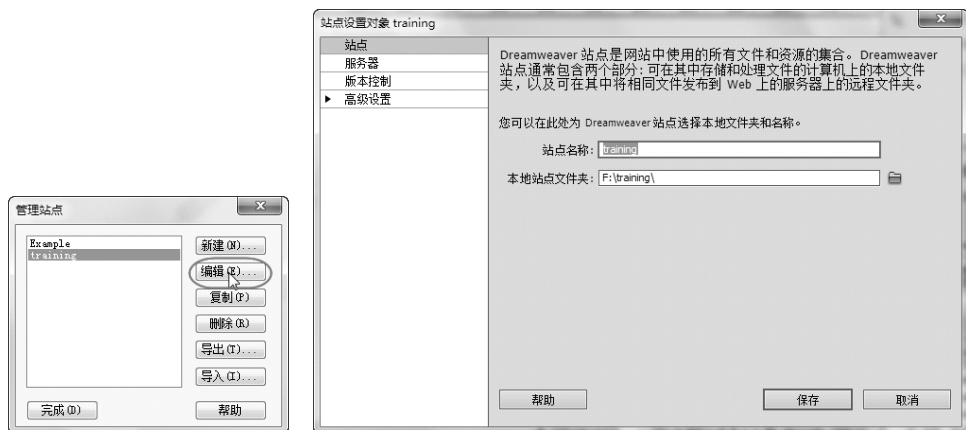 管理站点
Example
training
新建(N)...
编辑(E)...
复制(P)
删除(R)
导出(T)...
导入(I)...
完成(D)
帮助
站点设置对象 training
站点
服务器
版本控制
高级设置
Dreamweaver 站点是网站中使用的所有文件和资源的集合。Dreamweaver
站点通常包含两个部分:可在其中存储和处理文件的计算机上的本地文件
夹,以及可在其中将相同文件发布到 Web 上的服务器上的远程文件夹。
您可以在此处为 Dreamweaver 站点选择本地文件夹和名称。
站点名称: training
本地站点文件夹: F:\training\
帮助
保存
取消